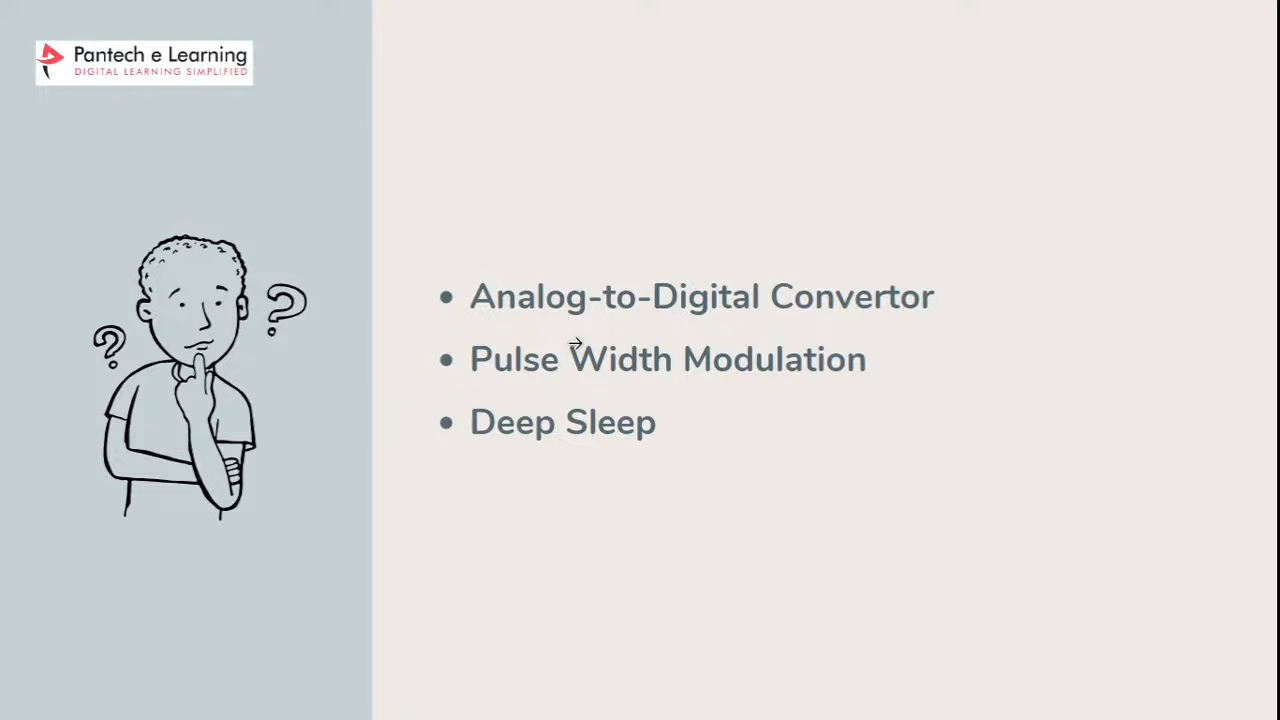 Pantech e Learning
DIGITAL LEARNING SIMPLIFIED
? ?
• Analog-to-Digital Convertor
• Pulse Width Modulation
• Deep Sleep